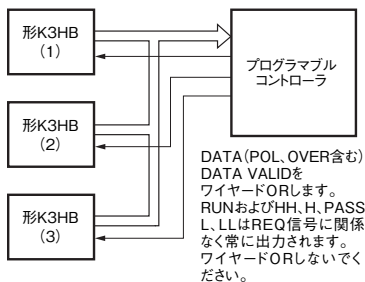 形K3HB
(1)
形K3HB
(2)
形K3HB
(3)
プログラマブル
コントローラ
DATA(POL、OVER含む)
DATA VALIDを
ワイヤードORします。
RUNおよびHH、H、PASS
L、LLはREQ信号に関係
なく常に出力されます。
ワイヤードORしないでく
ださい。